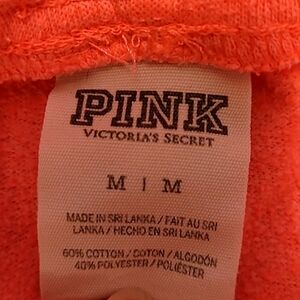 PINK
VICTORIA'S SECRET
M | M
MADE IN SRI LANKA / FAIT AU SRI
LANKA / HECHO EN SRI LANKA
60% COTTON / COTON / ALGODÓN
40% POLYESTER / POLIÉSTER